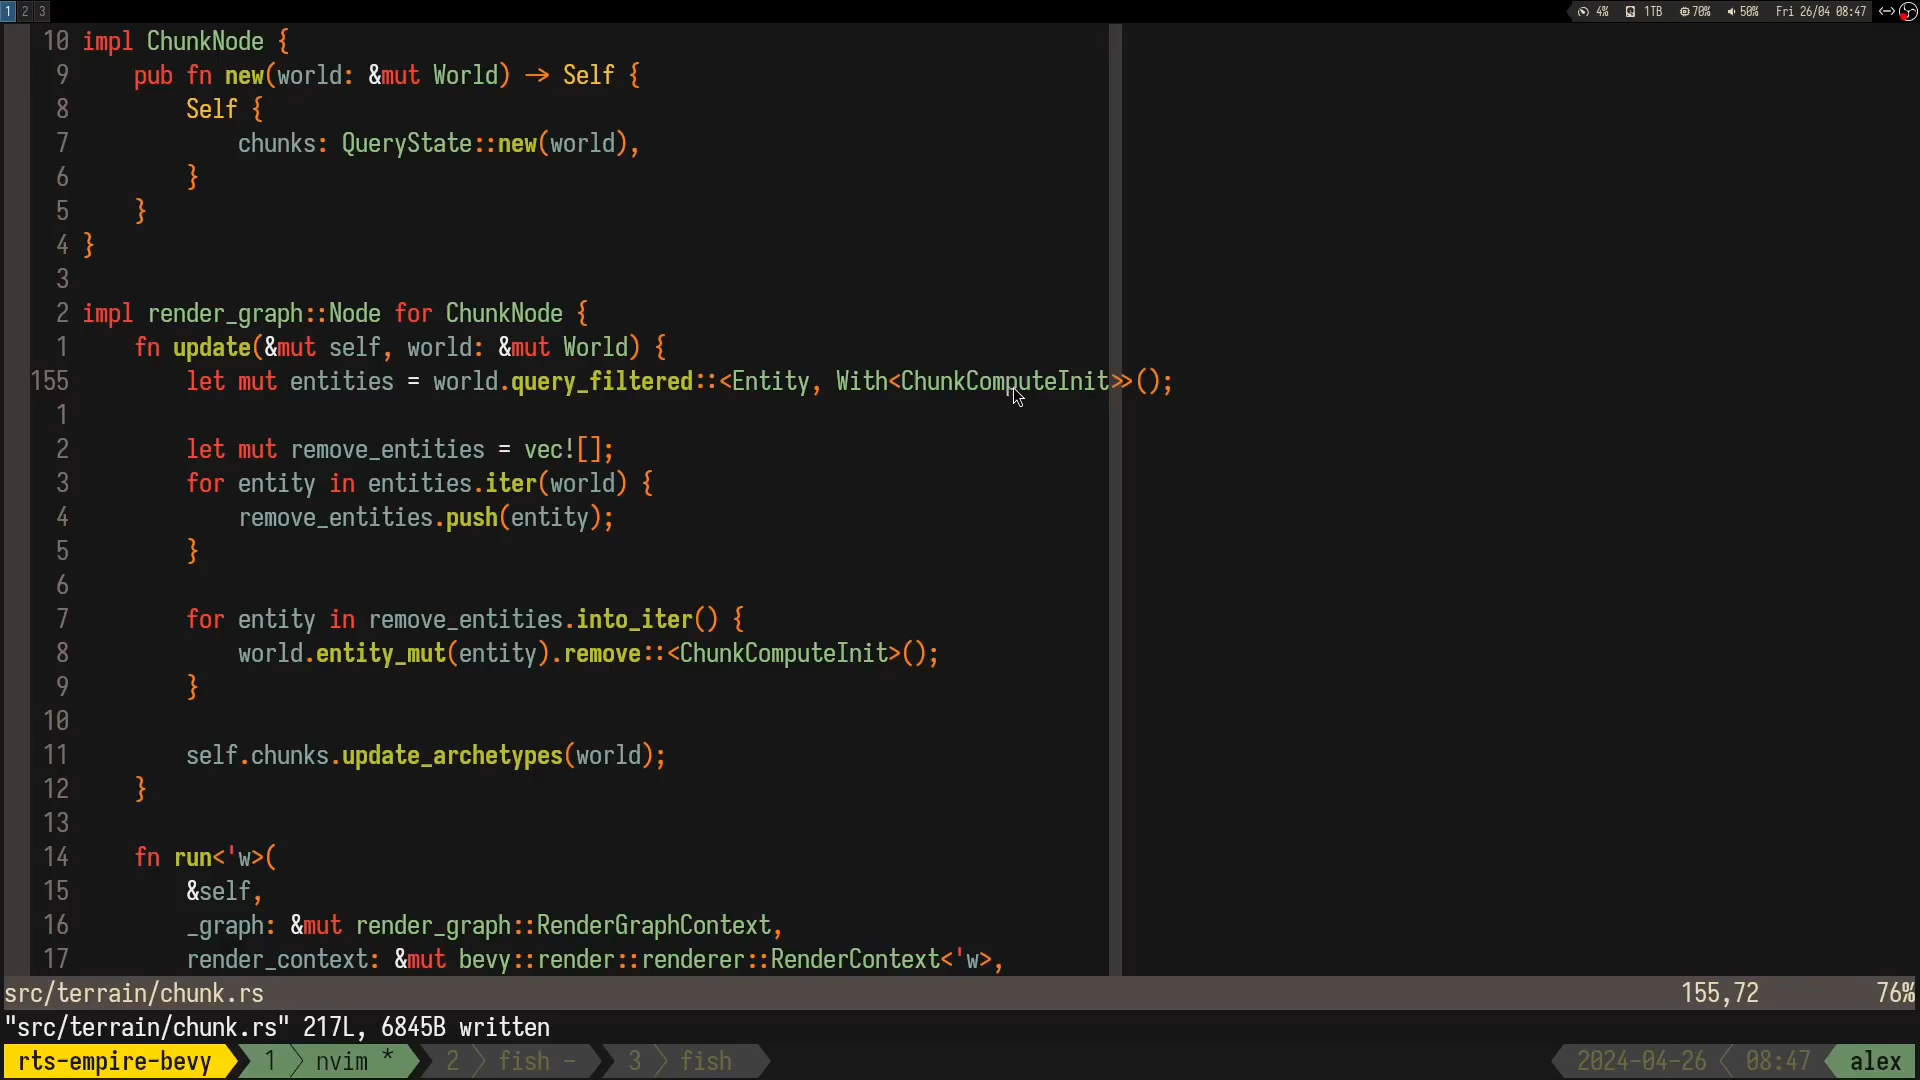 1 2 3 4% 1TB 70% 50% Fri 26/04 08:47
10 impl ChunkNode {
9 pub fn new(world: &mut World) -> Self {
8 Self {
7 chunks: QueryState::new(world),
6 }
5 }
4 }
3
2 impl render_graph::Node for ChunkNode {
1 fn update(&mut self, world: &mut World) {
155 let mut entities = world.query_filtered::<Entity, With<ChunkComputeInit>>();
1
2 let mut remove_entities = vec![];
3 for entity in entities.iter(world) {
4 remove_entities.push(entity);
5 }
6
7 for entity in remove_entities.into_iter() {
8 world.entity_mut(entity).remove::<ChunkComputeInit>();
9 }
10
11 self.chunks.update_archetypes(world);
12 }
13
14 fn run<'w>(
15 &self,
16 _graph: &mut render_graph::RenderGraphContext,
17 render_context: &mut bevy::render::renderer::RenderContext<'w>,
src/terrain/chunk.rs 155,72 76%
"src/terrain/chunk.rs" 217L, 6845B written
rts-empire-bevy 1 nvim * 2 fish - 3 fish 2024-04-26 08:47 alex